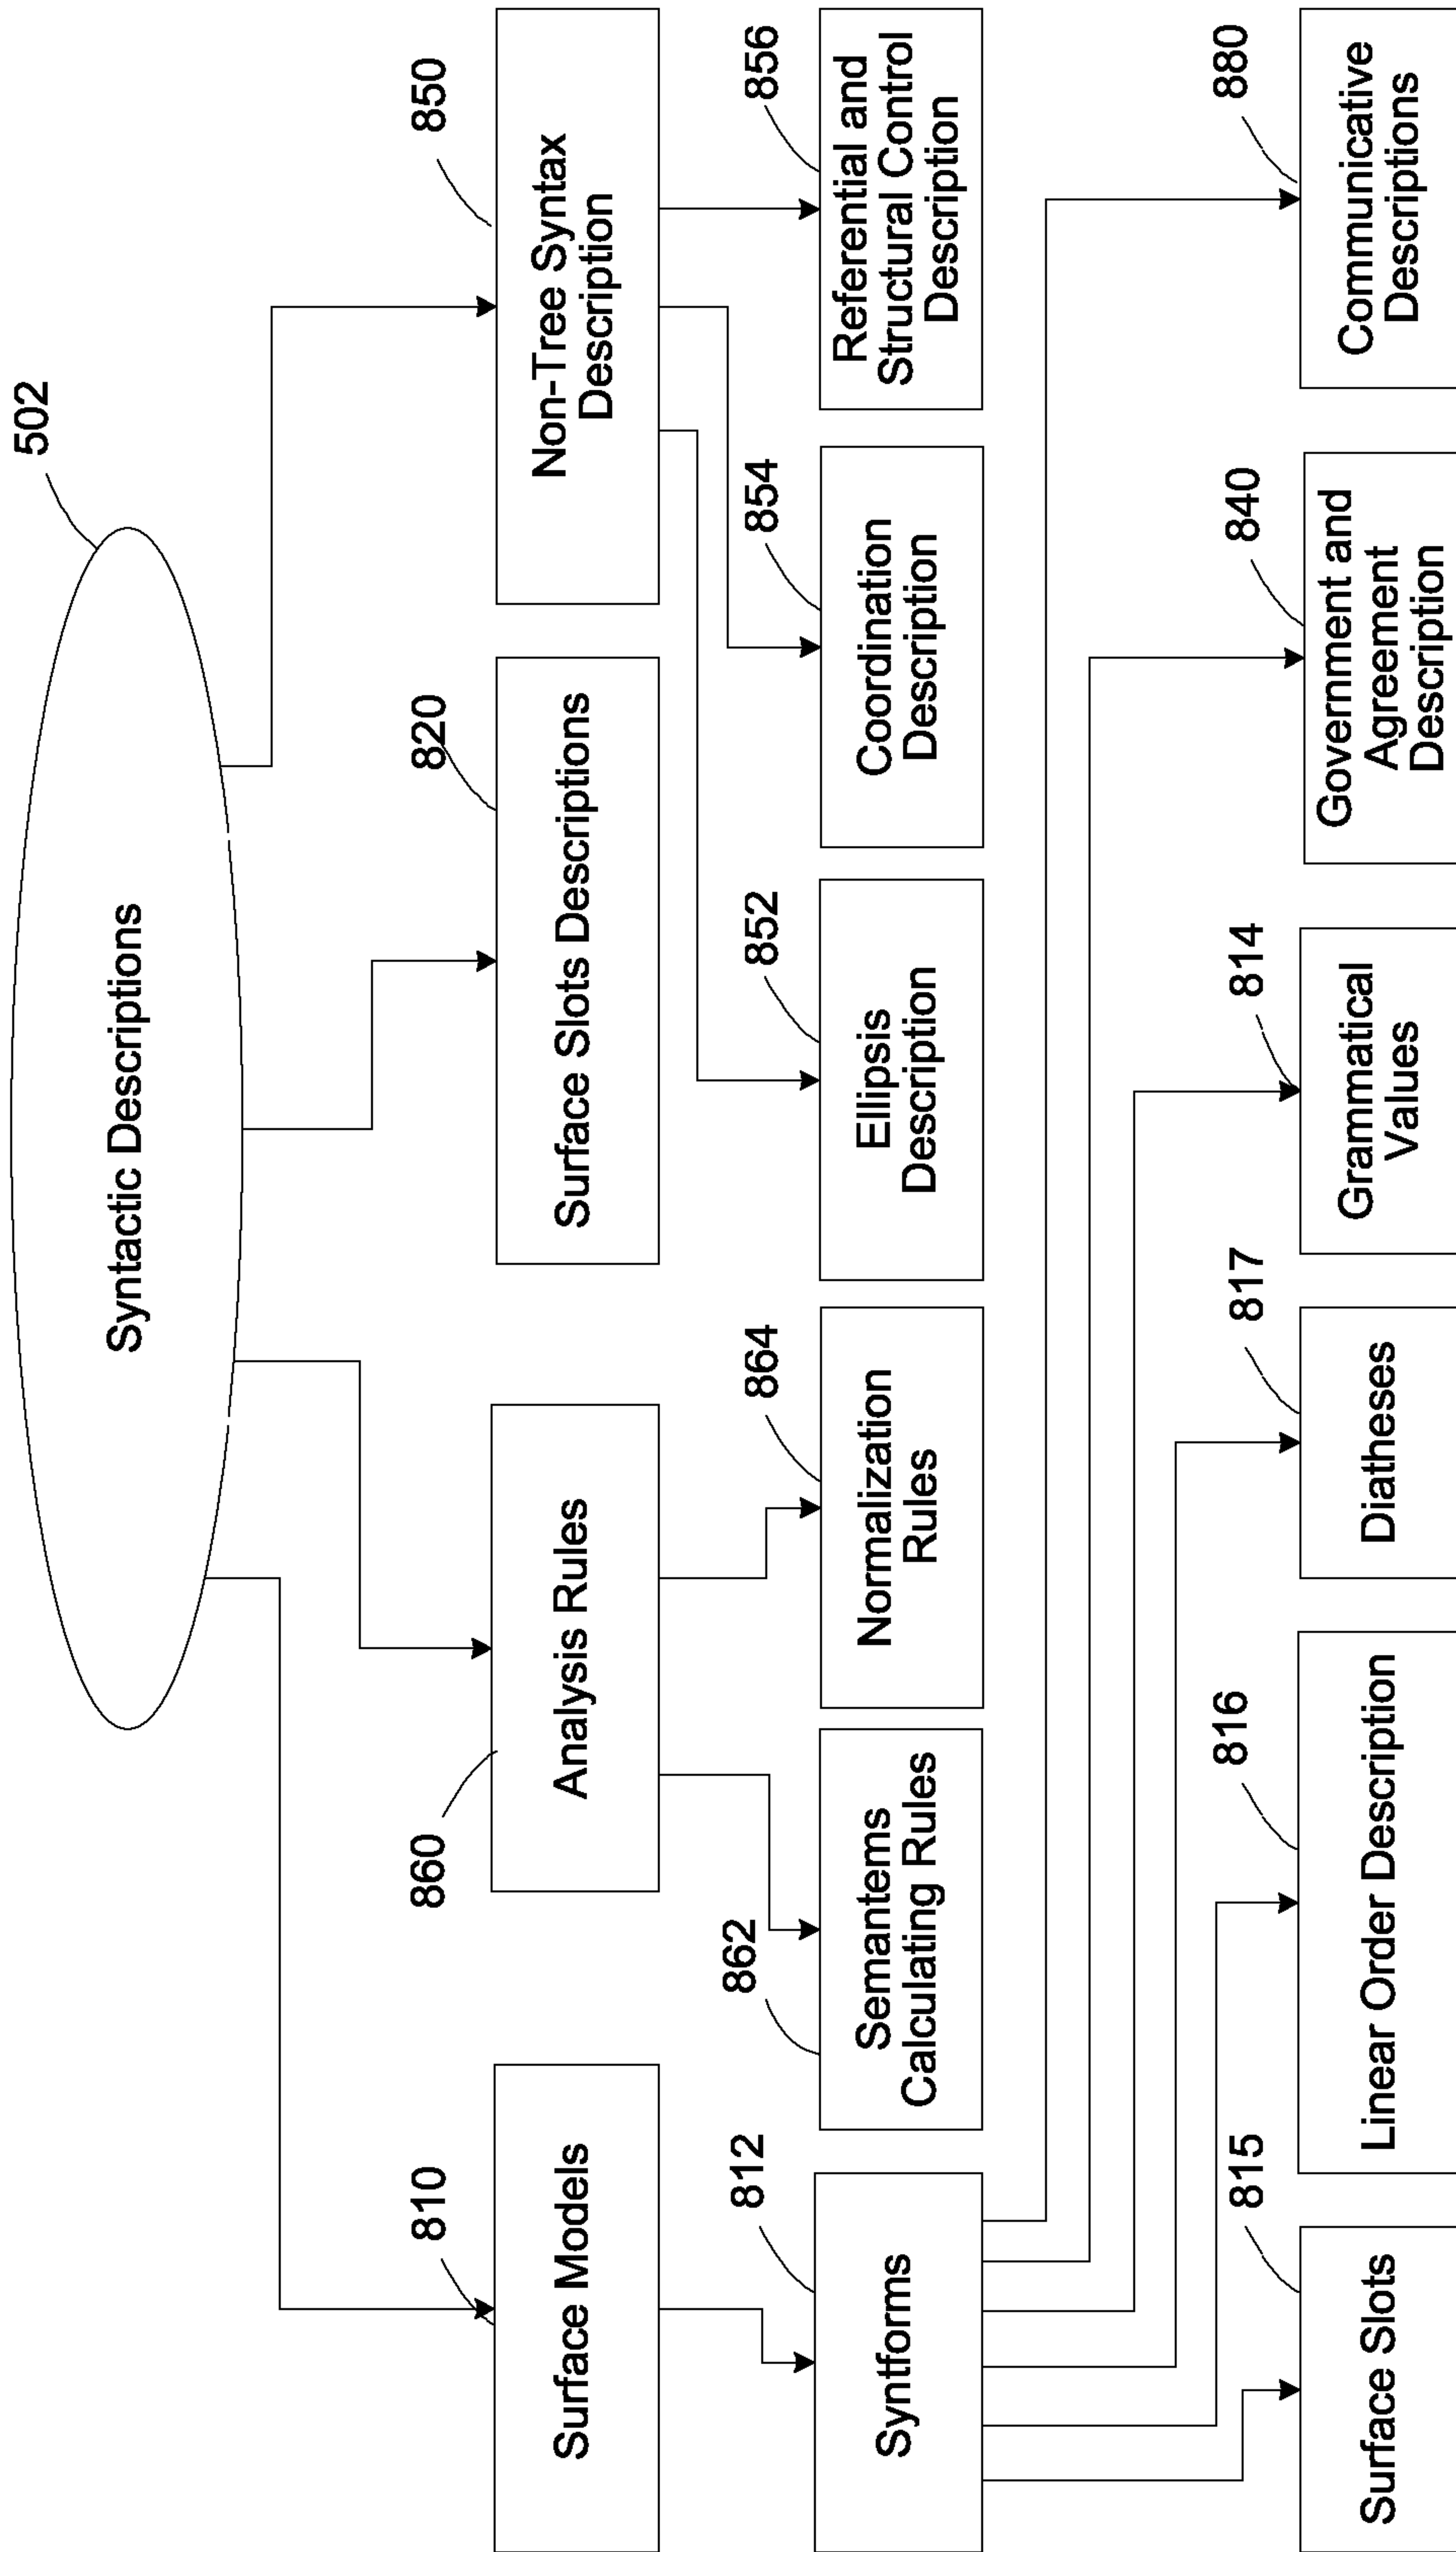 502
Syntactic Descriptions
810
860
820
850
Surface Models
Analysis Rules
Surface Slots Descriptions
Non-Tree Syntax
Description
812
862
864
852
854
856
Syntforms
Semantems
Calculating Rules
Normalization
Rules
Ellipsis
Description
Coordination
Description
Referential and
Structural Control
Description
815
816
817
814
840
880
Surface Slots
Linear Order Description
Diatheses
Grammatical
Values
Government and
Agreement
Description
Communicative
Descriptions